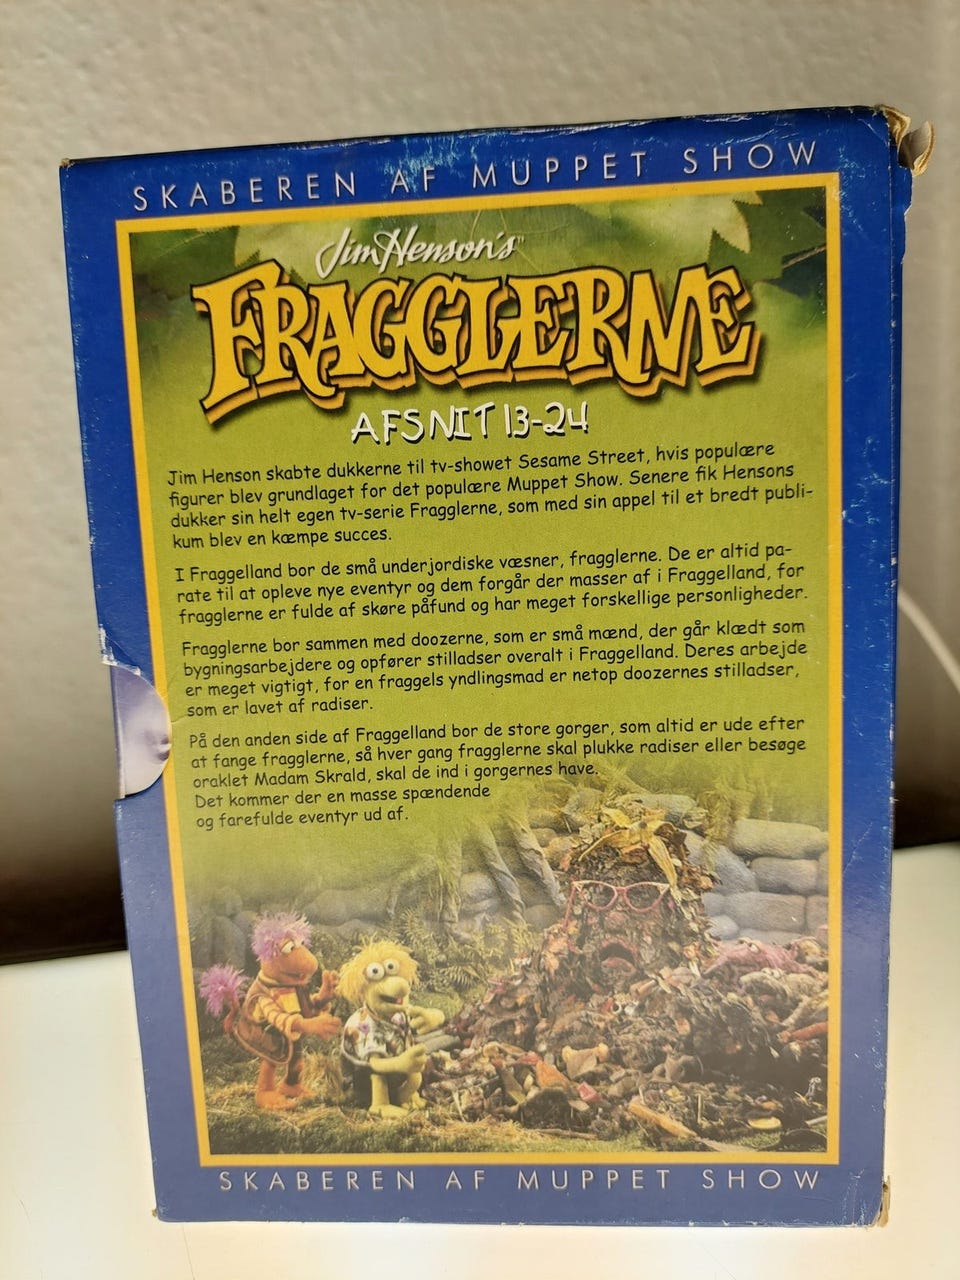 SKABEREN AF MUPPET SHOW
Jim Henson's™
FRAGGLERNE
AFSNIT 13-24
Jim Henson skabte dukkerne til tv-showet Sesame Street, hvis populære
figurer blev grundlaget for det populære Muppet Show. Senere fik Hensons
dukker sin helt egen tv-serie Fragglerne, som med sin appel til et bredt publi-
kum blev en kæmpe succes.
I Fraggelland bor de små underjordiske væsner, fragglerne. De er altid pa-
rate til at opleve nye eventyr og dem forgår der masser af i Fraggelland, for
fragglerne er fulde af skøre påfund og har meget forskellige personligheder.
Fragglerne bor sammen med doozerne, som er små mænd, der går klædt som
bygningsarbejdere og opfører stilladser overalt i Fraggelland. Deres arbejde
er meget vigtigt, for en fraggels yndlingsmad er netop doozernes stilladser,
som er lavet af radiser.
På den anden side af Fraggelland bor de store gorger, som altid er ude efter
at fange fragglerne, så hver gang fragglerne skal plukke radiser eller besøge
oraklet Madam Skrald, skal de ind i gorgernes have.
Det kommer der en masse spændende
og farefulde eventyr ud af.
SKABEREN AF MUPPET SHOW